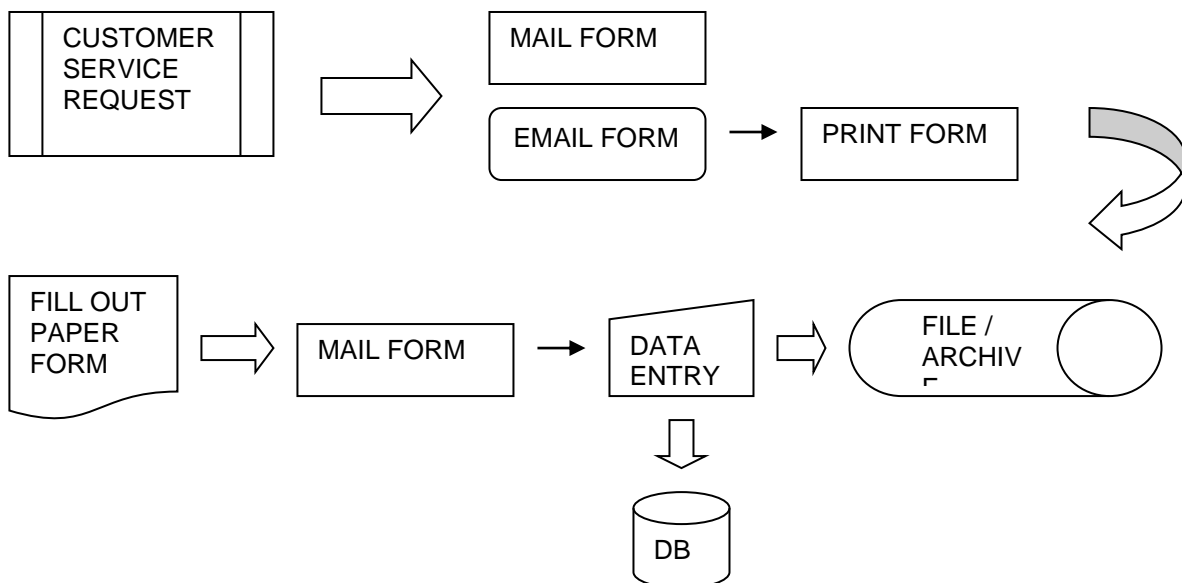 CUSTOMER
SERVICE
REQUEST
MAIL FORM
EMAIL FORM
PRINT FORM
FILL OUT
PAPER
FORM
MAIL FORM
DATA
ENTRY
FILE /
ARCHIV
DB